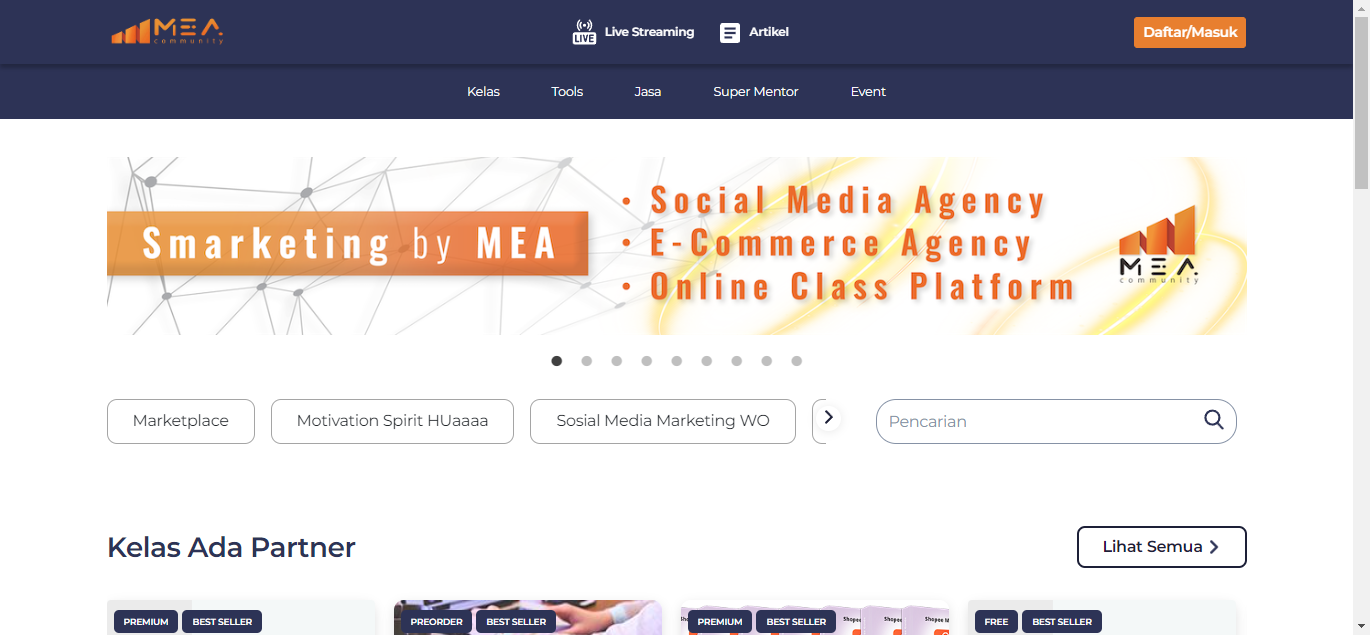 MEA
community
LIVE
Live Streaming
Artikel
Daftar/Masuk
Kelas
Tools
Jasa
Super Mentor
Event
Smarketing by MEA
• Social Media Agency
• E-Commerce Agency
• Online Class Platform
MEA
community
Marketplace
Motivation Spirit HUaaaa
Sosial Media Marketing WO
Pencarian
Kelas Ada Partner
Lihat Semua
PREMIUM
BEST SELLER
PREORDER
BEST SELLER
PREMIUM
BEST SELLER
FREE
BEST SELLER